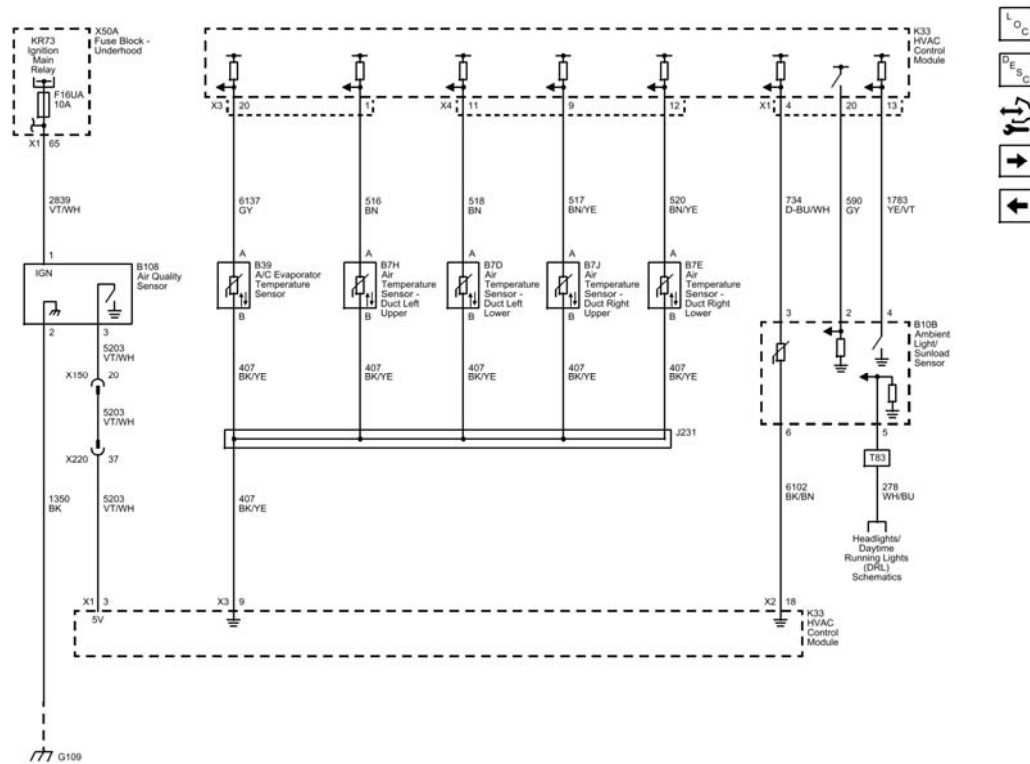 KR73
Ignition
Main
Relay
X50A
Fuse Block -
Underhood
F16UA
10A
X1 65
2839
VT/WH
1
IGN
B108
Air Quality
Sensor
2
3
5203
VT/WH
X150 20
5203
VT/WH
X220 37
1350
BK
5203
VT/WH
X1 3
5V
G109
K33
HVAC
Control
Module
X3 20
1
X4 11
9
12
X1 4
20
13
6137
GY
516
BN
518
BN
517
BN/YE
520
BN/YE
734
D-BU/WH
590
GY
1783
YE/VT
A
B39
A/C Evaporator
Temperature
Sensor
B
A
B7H
Air
Temperature
Sensor -
Duct Left
Upper
B
A
B7D
Air
Temperature
Sensor -
Duct Left
Lower
B
A
B7J
Air
Temperature
Sensor -
Duct Right
Upper
B
A
B7E
Air
Temperature
Sensor -
Duct Right
Lower
B
407
BK/YE
407
BK/YE
407
BK/YE
407
BK/YE
407
BK/YE
J231
407
BK/YE
X3 9
3
2
4
B10B
Ambient
Light/
Sunload
Sensor
6
5
T83
6102
BK/BN
278
WH/BU
Headlights/
Daytime
Running Lights
(DRL)
Schematics
X2 18
K33
HVAC
Control
Module
LOC
DESC